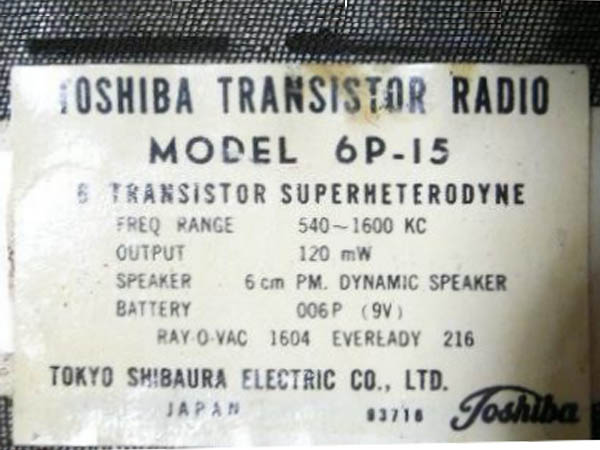 TOSHIBA TRANSISTOR RADIO
MODEL 6P-15
6 TRANSISTOR SUPERHETERODYNE
FREQ RANGE 540~1600 KC
OUTPUT 120 mW
SPEAKER 6 cm PM. DYNAMIC SPEAKER
BATTERY 006P (9V)
RAY-O-VAC 1604 EVERLADY 216
TOKYO SHIBAURA ELECTRIC CO., LTD.
JAPAN 93716 Toshiba